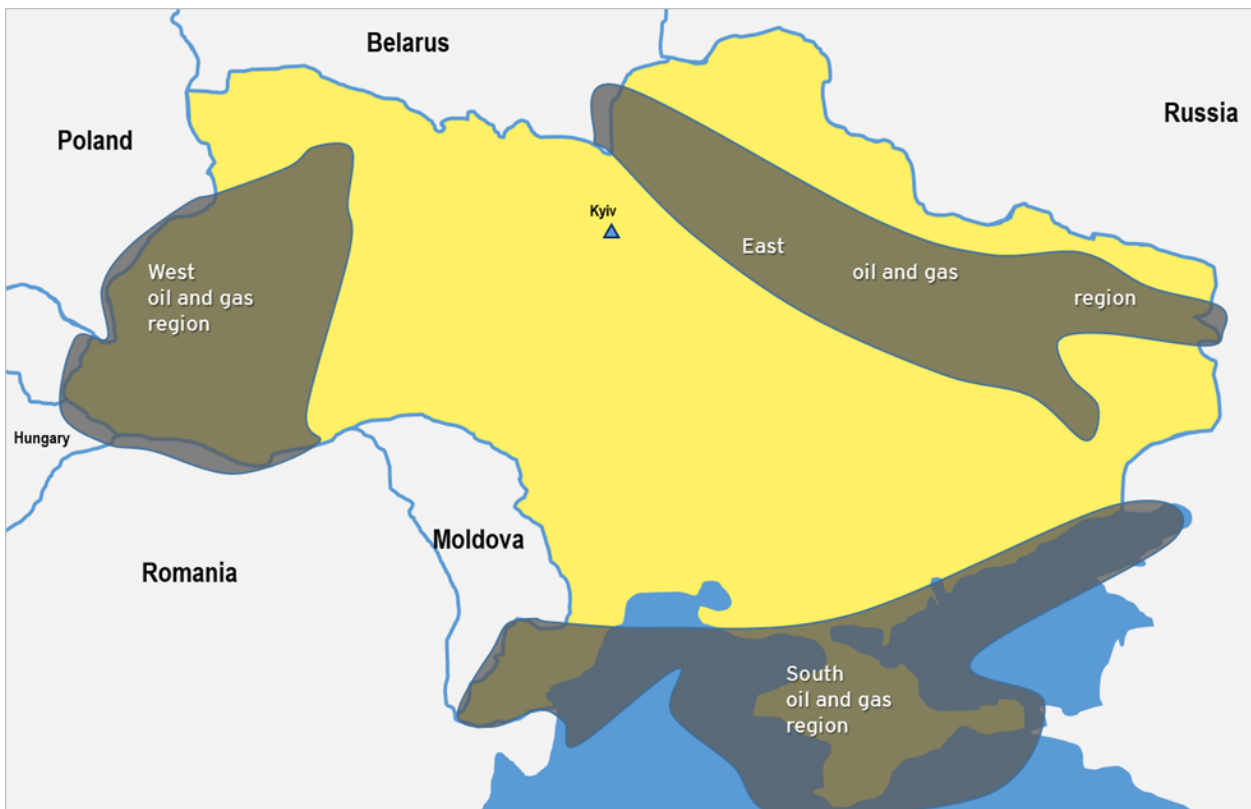 Belarus
Russia
Poland
Kyiv
East
oil and gas
region
West
oil and gas
region
Hungary
Moldova
Romania
South
oil and gas
region